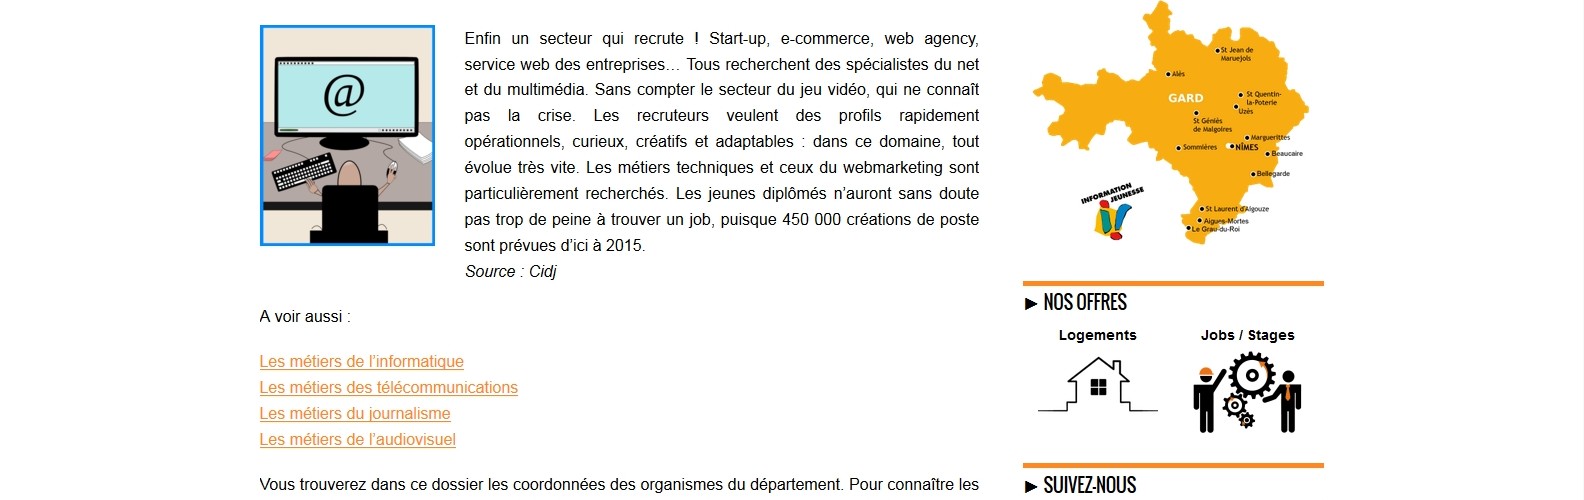 @
Enfin un secteur qui recrute ! Start-up, e-commerce, web agency,
service web des entreprises… Tous recherchent des spécialistes du net
et du multimédia. Sans compter le secteur du jeu vidéo, qui ne connaît
pas la crise. Les recruteurs veulent des profils rapidement
opérationnels, curieux, créatifs et adaptables : dans ce domaine, tout
évolue très vite. Les métiers techniques et ceux du webmarketing sont
particulièrement recherchés. Les jeunes diplômés n’auront sans doute
pas trop de peine à trouver un job, puisque 450 000 créations de poste
sont prévues d’ici à 2015.
Source : Cidj
A voir aussi :
Les métiers de l’informatique
Les métiers des télécommunications
Les métiers du journalisme
Les métiers de l’audiovisuel
Vous trouverez dans ce dossier les coordonnées des organismes du département. Pour connaître les
St Jean de
Maruejols
Alès
GARD
St Quentin-
la-Poterie
Uzès
St Géniès
de Malgoires
Marguerittes
Sommières
NÎMES
Beaucaire
Bellegarde
INFORMATION
JEUNESSE
St Laurent d'Aigouze
Aigues-Mortes
Le Grau-du-Roi
► NOS OFFRES
Logements
Jobs / Stages
► SUIVEZ-NOUS